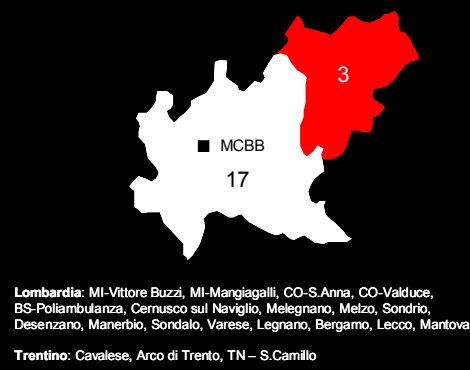 3
MCBB
17
Lombardia: MI-Vittore Buzzi, MI-Mangiagalli, CO-S.Anna, CO-Valduce,
BS-Poliambulanza, Cernusco sul Naviglio, Melegnano, Melzo, Sondrio,
Desenzano, Manerbio, Sondalo, Varese, Legnano, Bergamo, Lecco, Mantova
Trentino: Cavalese, Arco di Trento, TN – S.Camillo